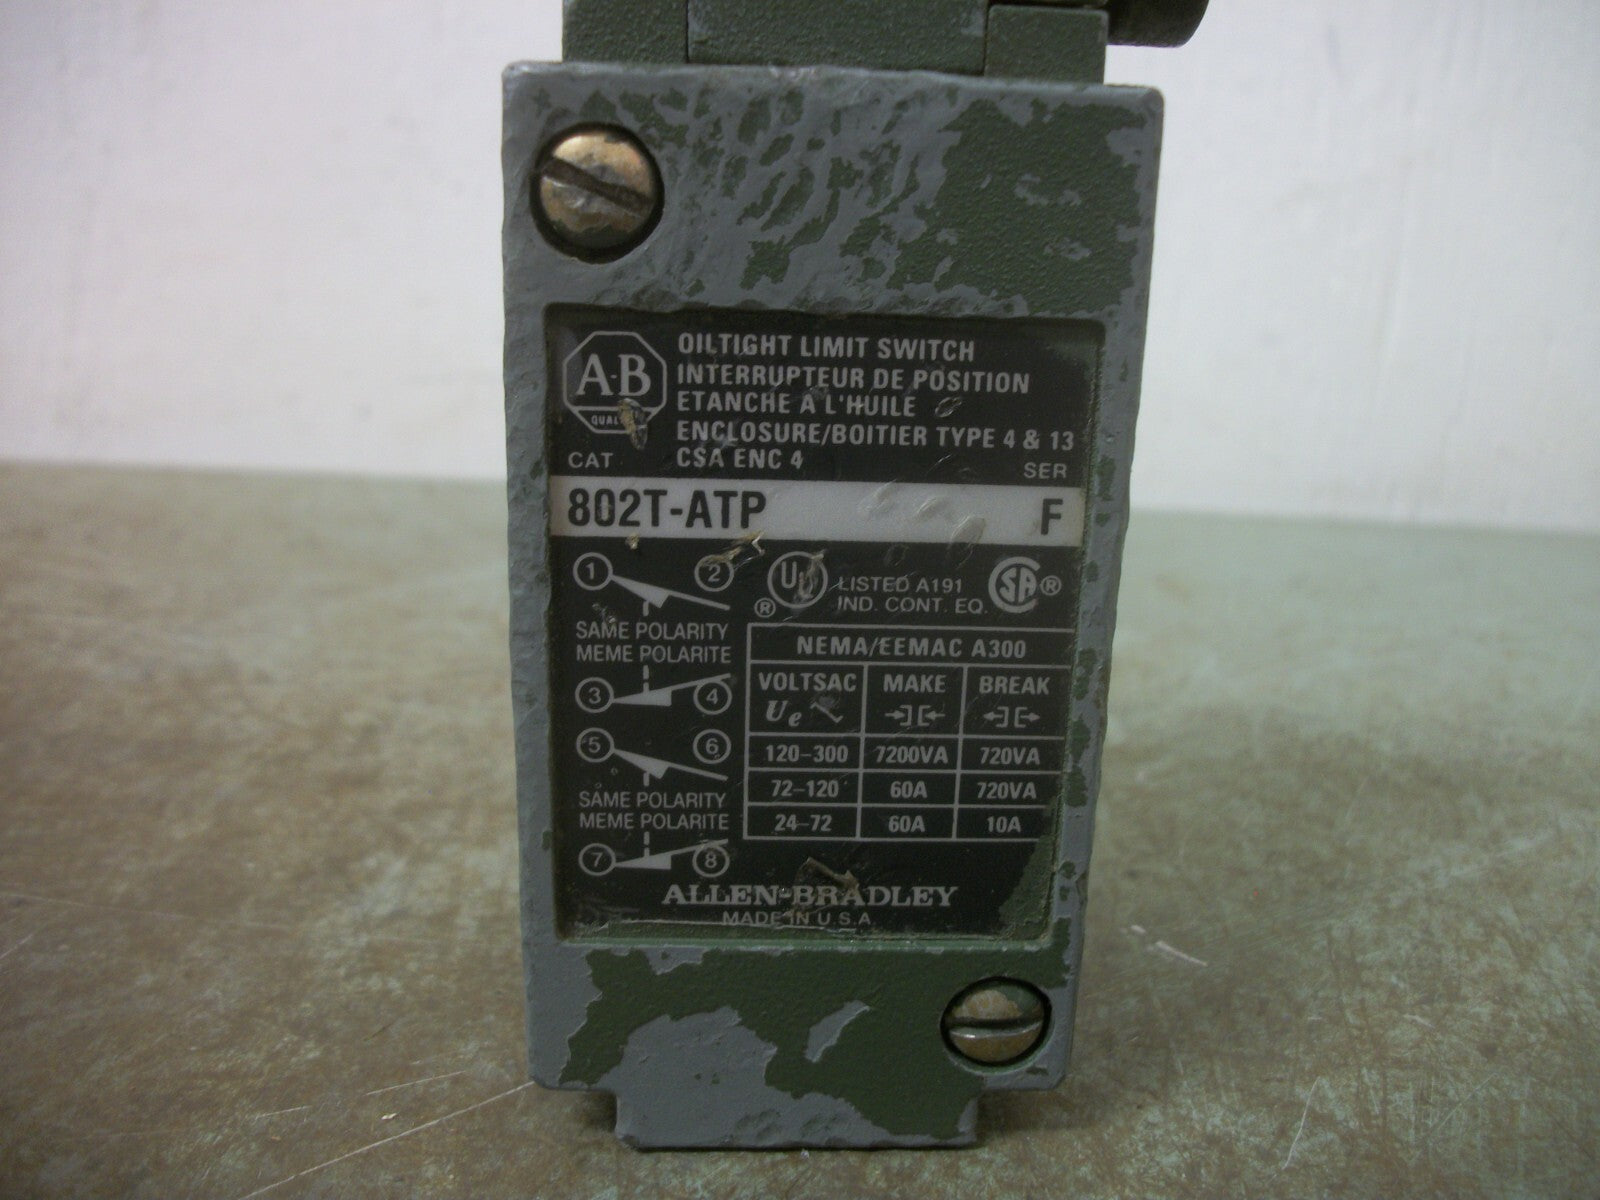 A-B
OILTIGHT LIMIT SWITCH
INTERRUPTEUR DE POSITION
ETANCHE A L'HUILE
ENCLOSURE/BOITIER TYPE 4 & 13
CAT CSA ENC 4 SER
802T-ATP F
1 2
UL ® LISTED A191 SA ®
IND. CONT. EQ.
SAME POLARITY
MEME POLARITE
3 4
5 6
SAME POLARITY
MEME POLARITE
7 8
NEMA/EEMAC A300
VOLTSAC MAKE BREAK
Ue
120-300 7200VA 720VA
72-120 60A 720VA
24-72 60A 10A
ALLEN-BRADLEY
MADE IN U.S.A